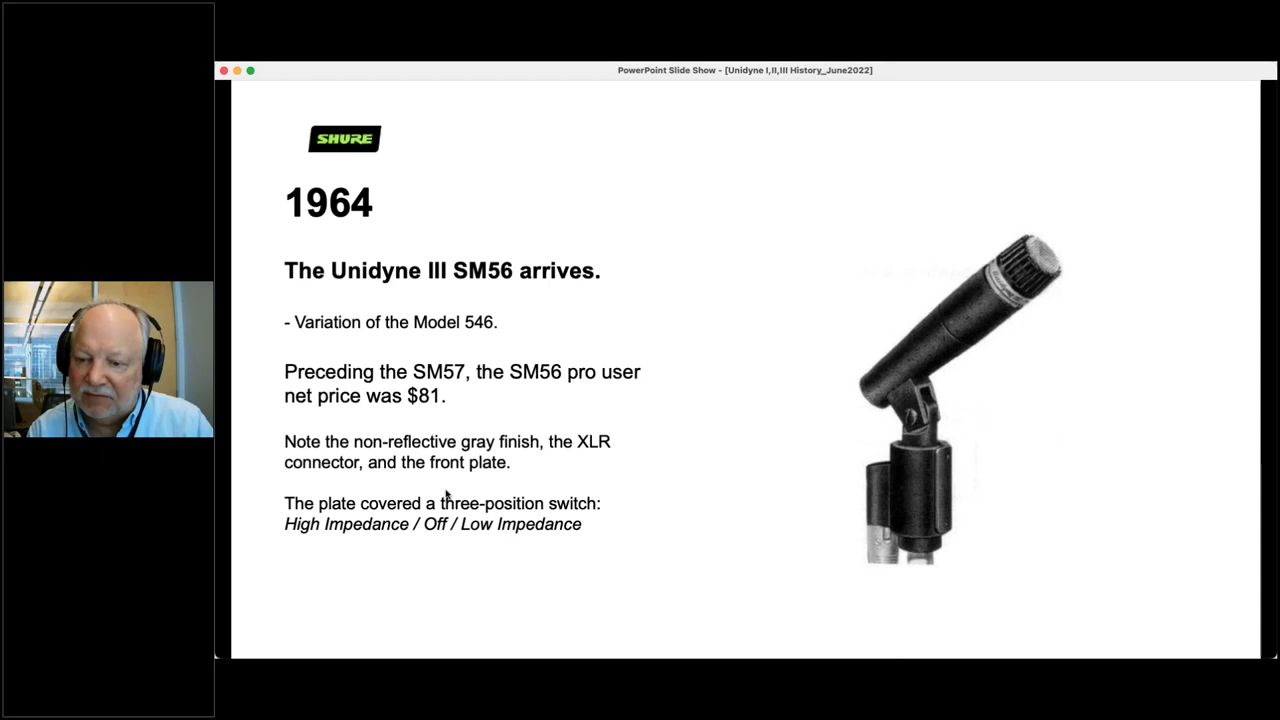 PowerPoint Slide Show - [Unidyne I,II,III History_June2022]
SHURE
1964
The Unidyne III SM56 arrives.
- Variation of the Model 546.
Preceding the SM57, the SM56 pro user
net price was $81.
Note the non-reflective gray finish, the XLR
connector, and the front plate.
The plate covered a three-position switch:
High Impedance / Off / Low Impedance